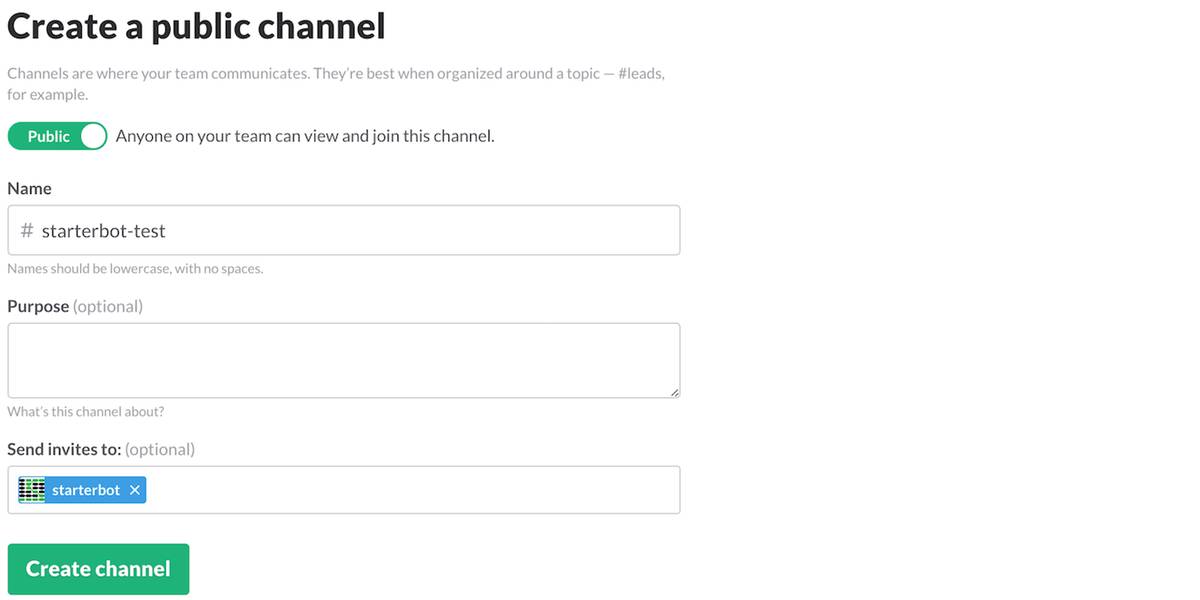 Create a public channel
Channels are where your team communicates. They’re best when organized around a topic — #leads,
for example.
Public Anyone on your team can view and join this channel.
Name
# starterbot-test
Names should be lowercase, with no spaces.
Purpose (optional)
What’s this channel about?
Send invites to: (optional)
starterbot ×
Create channel